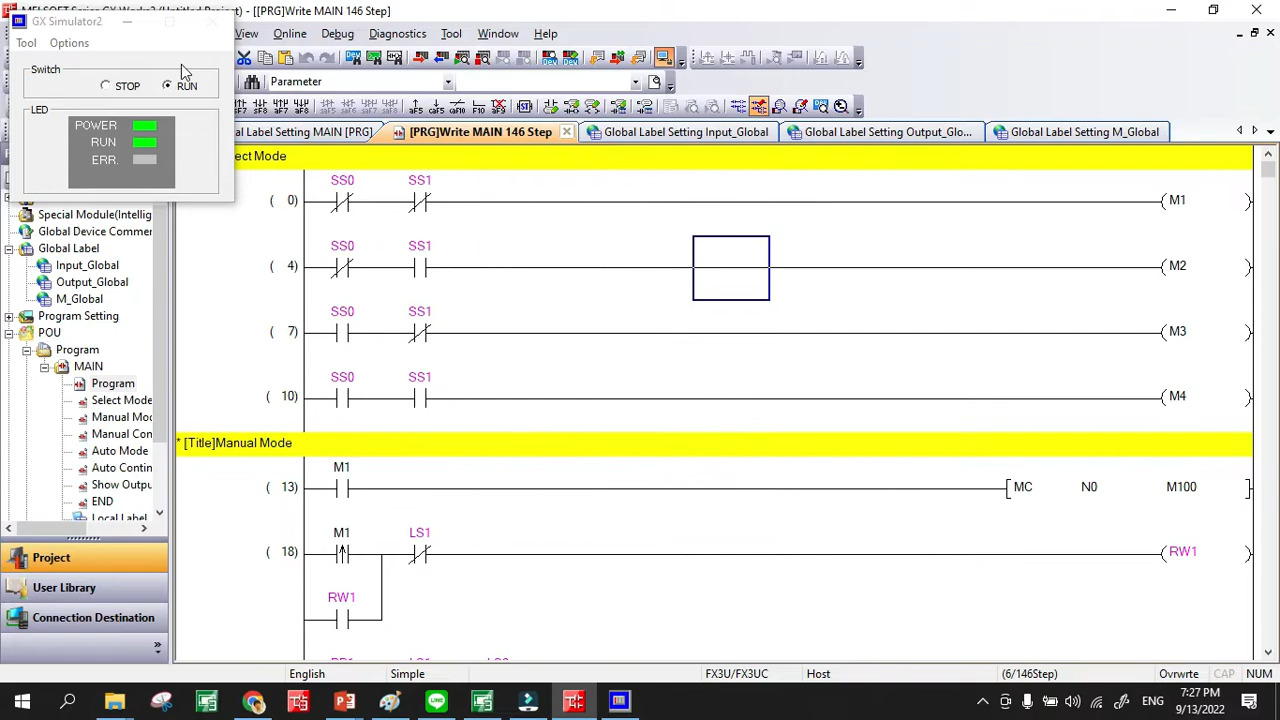 MELSOFT Series GX Works2 (Untitled Project) - [[PRG]Write MAIN 146 Step]
GX Simulator2
View Online Debug Diagnostics Tool Window Help
Tool Options
Switch
STOP RUN
Parameter
LED
POWER
RUN
ERR.
bal Label Setting MAIN [PRG] [PRG]Write MAIN 146 Step Global Label Setting Input_Global Global Label Setting Output_Glo... Global Label Setting M_Global
ect Mode
SS0 SS1
( 0) ( M1 )
SS0 SS1
( 4) ( M2 )
SS0 SS1
( 7) ( M3 )
SS0 SS1
( 10) ( M4 )
* [Title]Manual Mode
M1
( 13) [ MC N0 M100 ]
M1 LS1
( 18) ( RW1 )
RW1
Special Module(Intellig
Global Device Comme
Global Label
Input_Global
Output_Global
M_Global
Program Setting
POU
Program
MAIN
Program
Select Mode
Manual Mo
Manual Con
Auto Mode
Auto Contin
Show Outpu
END
Local Label
Project
User Library
Connection Destination
English Simple FX3U/FX3UC Host (6/146Step) Ovrwrte CAP NUM
ENG
7:27 PM
9/13/2022